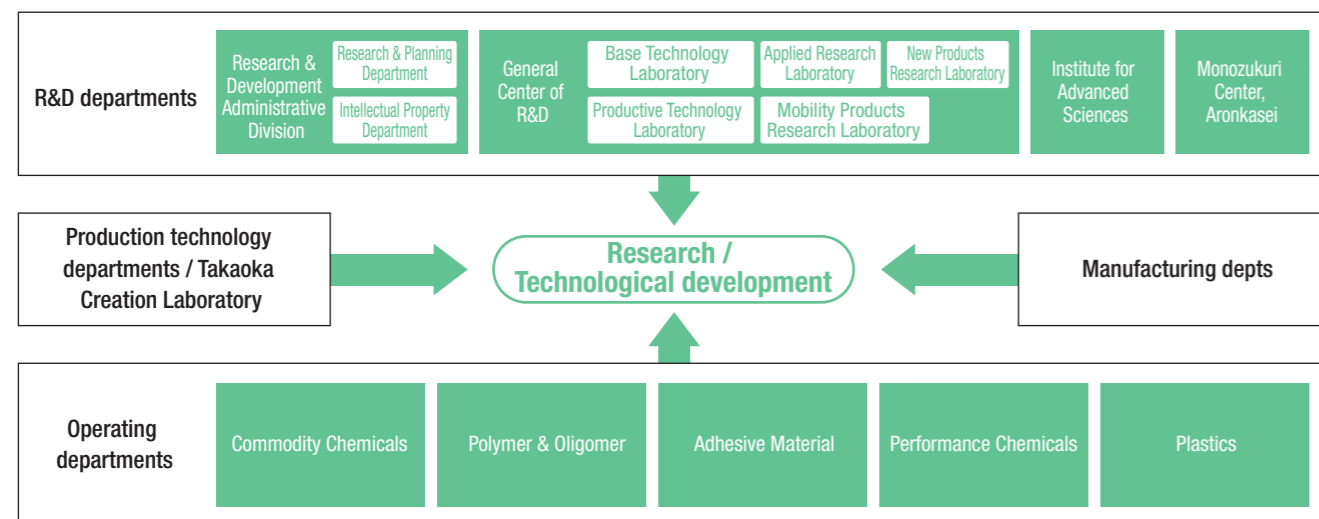 R&D departments
Research &
Development
Administrative
Division
Research & Planning
Department
Intellectual Property
Department
General
Center of
R&D
Base Technology
Laboratory
Applied Research
Laboratory
New Products
Research Laboratory
Productive Technology
Laboratory
Mobility Products
Research Laboratory
Institute for
Advanced
Sciences
Monozukuri
Center,
Aronkasei
Production technology
departments / Takaoka
Creation Laboratory
Research /
Technological development
Manufacturing depts
Operating
departments
Commodity Chemicals
Polymer & Oligomer
Adhesive Material
Performance Chemicals
Plastics